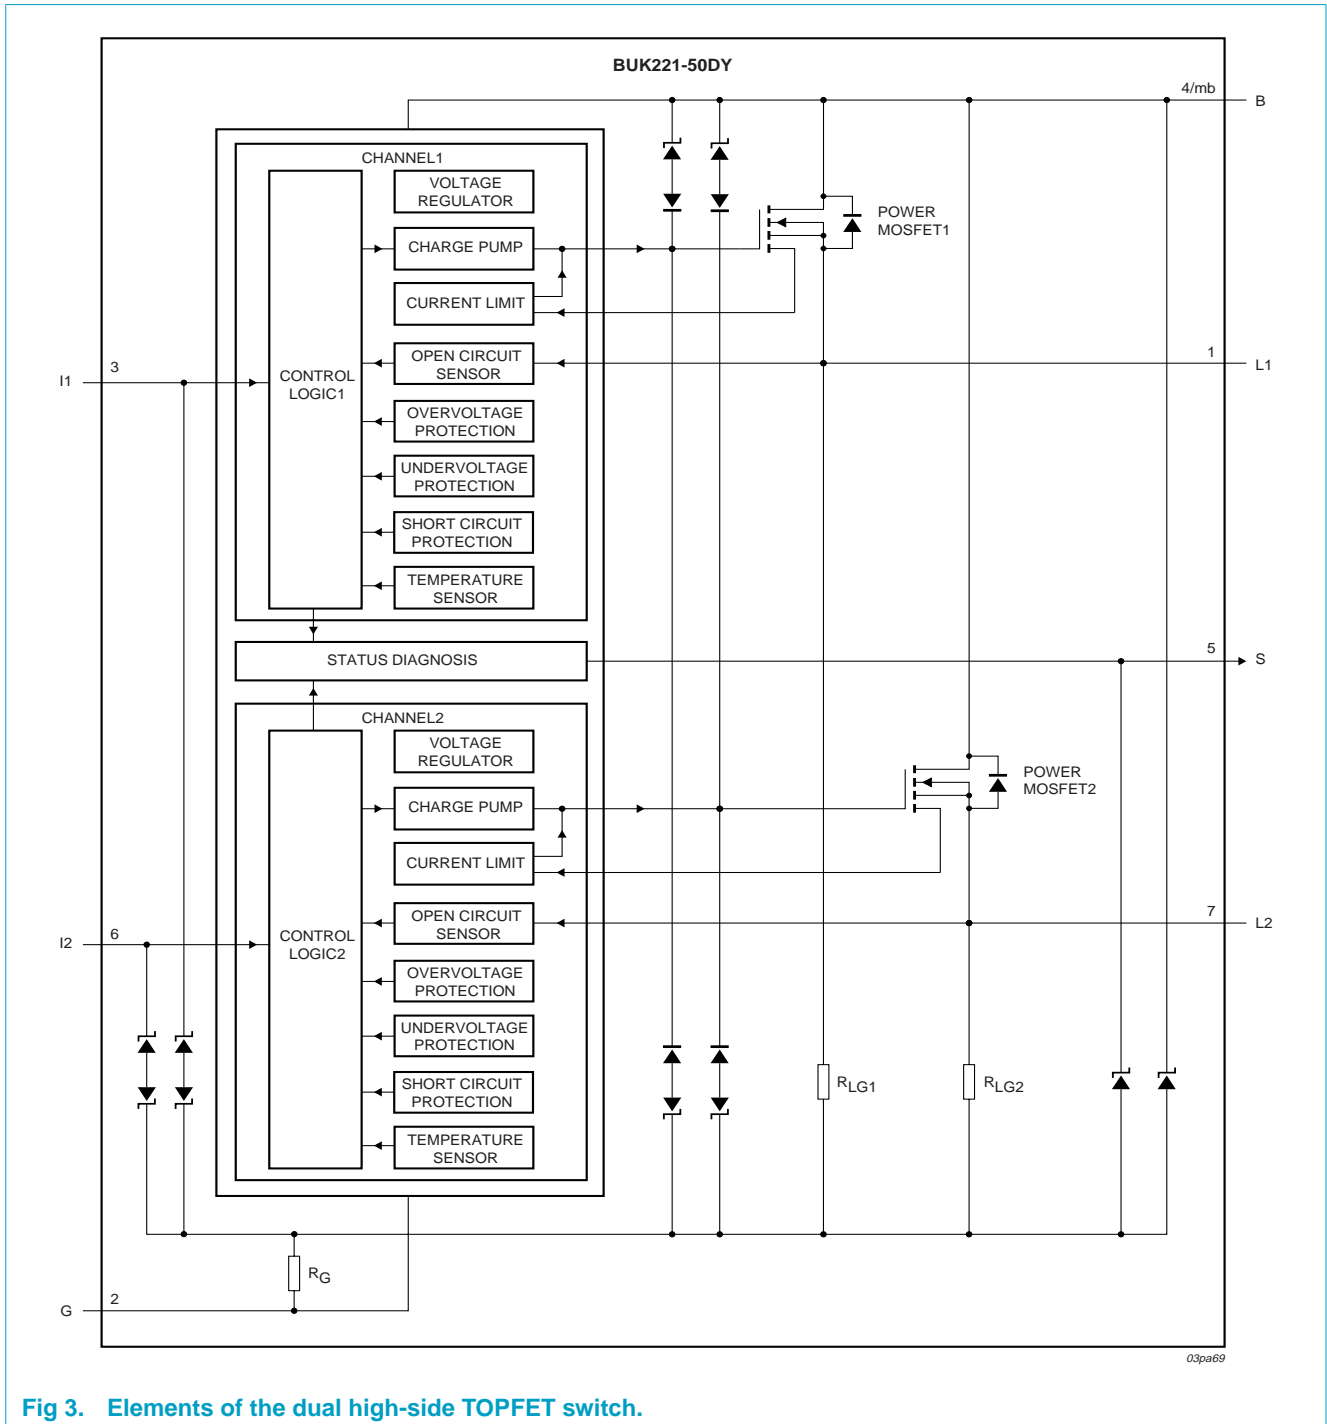 BUK221-50DY
4/mb
B
CHANNEL1
VOLTAGE
REGULATOR
POWER
MOSFET1
CHARGE PUMP
CURRENT LIMIT
I1
3
CONTROL
LOGIC1
OPEN CIRCUIT
SENSOR
1
L1
OVERVOLTAGE
PROTECTION
UNDERVOLTAGE
PROTECTION
SHORT CIRCUIT
PROTECTION
TEMPERATURE
SENSOR
STATUS DIAGNOSIS
5
S
CHANNEL2
VOLTAGE
REGULATOR
POWER
MOSFET2
CHARGE PUMP
CURRENT LIMIT
I2
6
CONTROL
LOGIC2
OPEN CIRCUIT
SENSOR
7
L2
OVERVOLTAGE
PROTECTION
UNDERVOLTAGE
PROTECTION
SHORT CIRCUIT
PROTECTION
RLG1
RLG2
TEMPERATURE
SENSOR
RG
G
2
03pa69
Fig 3. Elements of the dual high-side TOPFET switch.